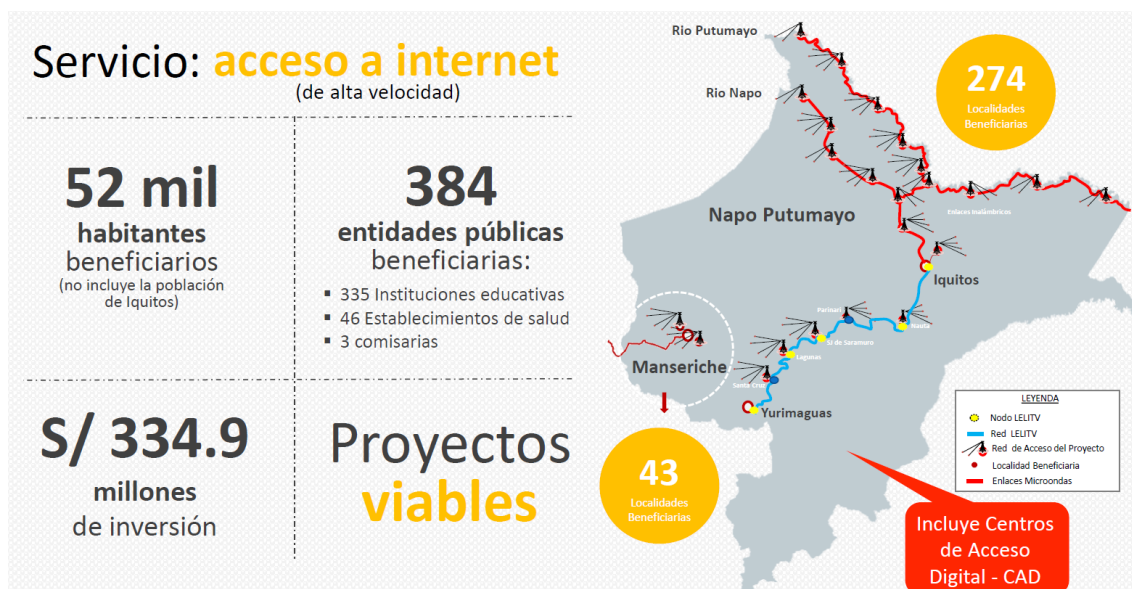 Servicio: acceso a internet
(de alta velocidad)
52 mil
habitantes
beneficiarios
(no incluye la población
de Iquitos)
384
entidades públicas
beneficiarias:
▪ 335 Instituciones educativas
▪ 46 Establecimientos de salud
▪ 3 comisarias
S/ 334.9
millones
de inversión
Proyectos
viables
Rio Putumayo
Rio Napo
274
Localidades
Beneficiarias
Napo Putumayo
Enlaces Inalámbricos
Iquitos
Parinari
Nauta
SJ de Saramuro
Lagunas
Manseriche
Santa Cruz
Yurimaguas
43
Localidades
Beneficiarias
LEYENDA
Nodo LELITV
Red LELITV
Red de Acceso del Proyecto
Localidad Beneficiaria
Enlaces Microondas
Incluye Centros
de Acceso
Digital - CAD